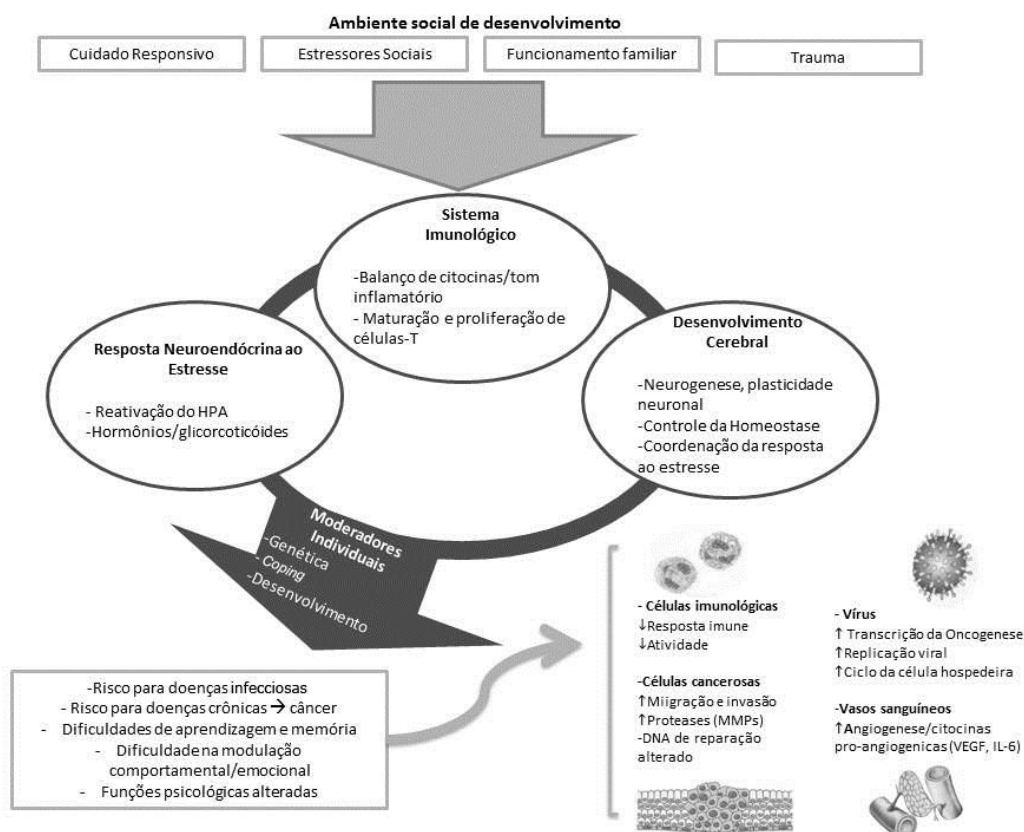 Ambiente social de desenvolvimento
Cuidado Responsivo
Estressores Sociais
Funcionamento familiar
Trauma
Sistema
Imunológico
-Balanço de citocinas/tom
inflamatório
- Maturação e proliferação de
células-T
Resposta Neuroendócrina ao
Estresse
- Reativação do HPA
-Hormônios/glicorcoticóides
Desenvolvimento
Cerebral
-Neurogenese, plasticidade
neuronal
-Controle da Homeostase
-Coordenação da resposta
ao estresse
Moderadores
Individuais
-Genética
- Coping
-Desenvolvimento
-Risco para doenças infecciosas
- Risco para doenças crônicas → câncer
- Dificuldades de aprendizagem e memória
- Dificuldade na modulação
comportamental/emocional
- Funções psicológicas alteradas
- Células imunológicas
↓Resposta imune
↓Atividade
-Células cancerosas
↑Miigração e invasão
↑Proteases (MMPs)
-DNA de reparação
alterado
- Vírus
↑ Transcrição da Oncogenese
↑Replicação viral
↑Ciclo da célula hospedeira
-Vasos sanguíneos
↑Angiogenese/citocinas
pro-angiogenicas (VEGF, IL-6)